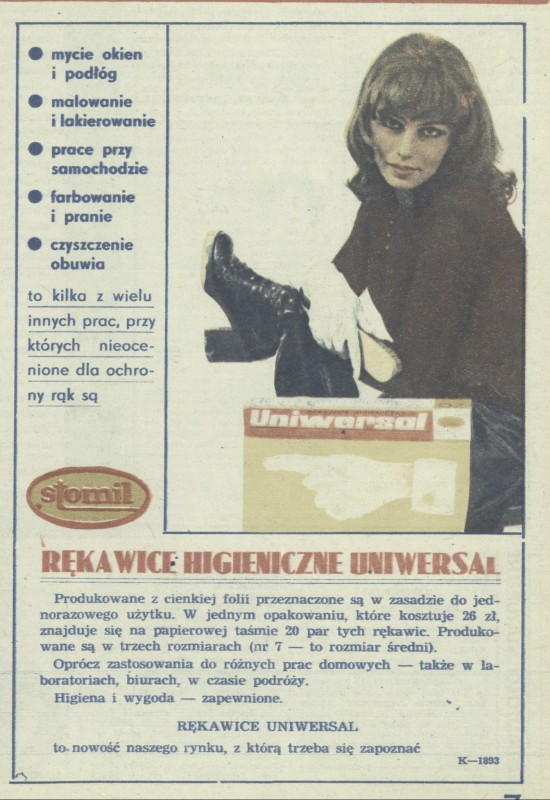 mycie okien
i podłóg
malowanie
i lakierowanie
prace przy
samochodzie
farbowanie
i pranie
czyszczenie
obuwia
to kilka z wielu
innych prac, przy
których nieoce-
nione dla ochro-
ny rąk są
Uniwersal
stomil
RĘKAWICE HIGIENICZNE UNIWERSAL
Produkowane z cienkiej folii przeznaczone są w zasadzie do jed-
norazowego użytku. W jednym opakowaniu, które kosztuje 26 zł,
znajduje się na papierowej taśmie 20 par tych rękawic. Produko-
wane są w trzech rozmiarach (nr 7 — to rozmiar średni).
Oprócz zastosowania do różnych prac domowych — także w la-
boratoriach, biurach, w czasie podróży.
Higiena i wygoda — zapewnione.
RĘKAWICE UNIWERSAL
to nowość naszego rynku, z którą trzeba się zapoznać
K—1893